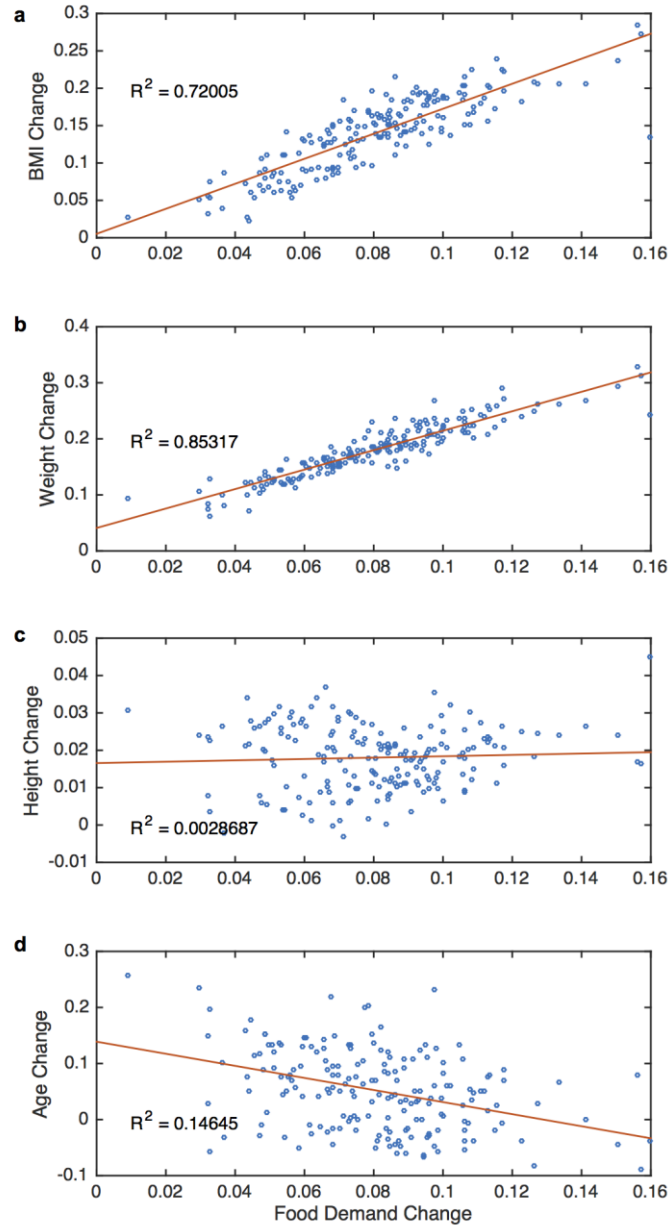 a
0.3
0.25
0.2
0.15
0.1
0.05
0
BMI Change
R² = 0.72005
0 0.02 0.04 0.06 0.08 0.1 0.12 0.14 0.16
b
0.4
0.3
0.2
0.1
0
Weight Change
R² = 0.85317
0 0.02 0.04 0.06 0.08 0.1 0.12 0.14 0.16
c
0.05
0.04
0.03
0.02
0.01
0
-0.01
Height Change
R² = 0.0028687
0 0.02 0.04 0.06 0.08 0.1 0.12 0.14 0.16
d
0.3
0.2
0.1
0
-0.1
Age Change
R² = 0.14645
0 0.02 0.04 0.06 0.08 0.1 0.12 0.14 0.16
Food Demand Change